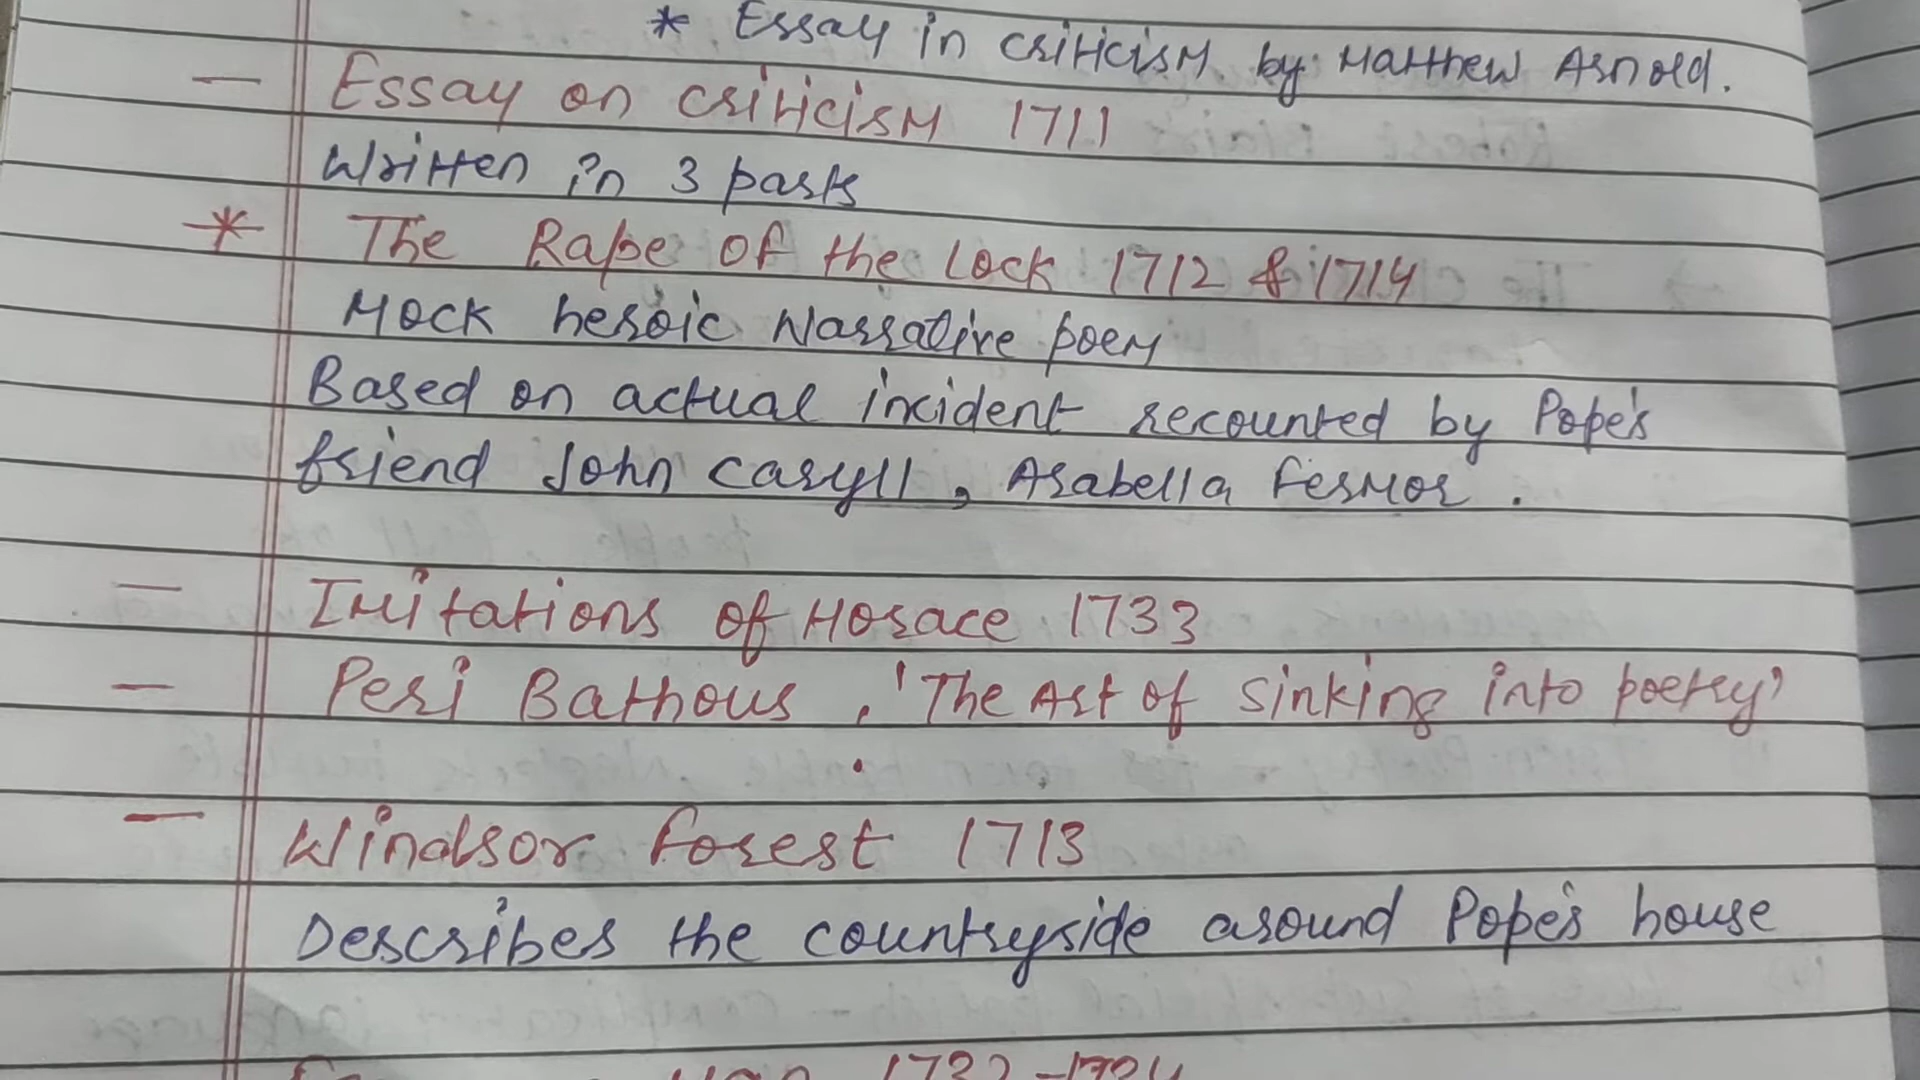 * Essay in criticism by Matthew Arnold.
— Essay on criticism 1711
Written in 3 parts
* The Rape of the Lock 1712 & 1714
Mock heroic Narrative poem
Based on actual incident recounted by Pope's
friend John Caryll, Arabella Fermor.
— Imitations of Horace 1733
— Peri Bathous, 'The Art of Sinking into poetry'
— Windsor Forest 1713
Describes the countryside around Pope's house
Man 1732-1734